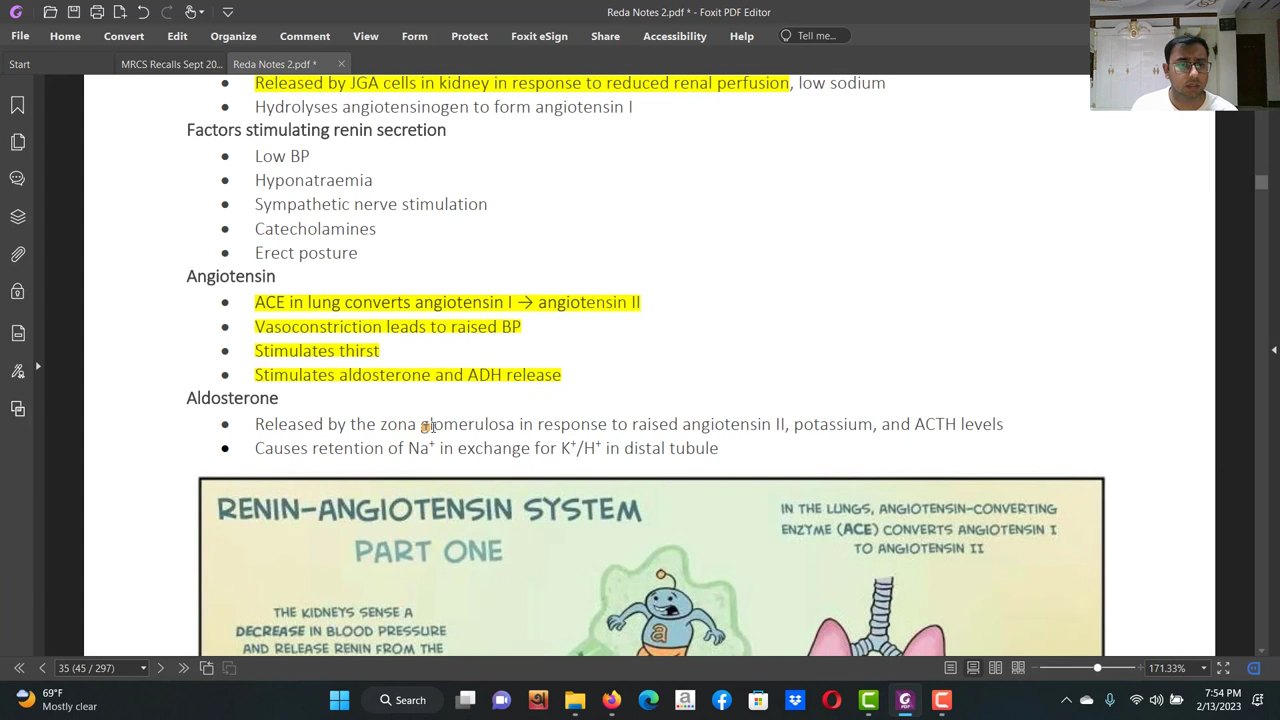 Reda Notes 2.pdf * - Foxit PDF Editor
File Home Convert Edit Organize Comment View Form Protect Foxit eSign Share Accessibility Help Tell me...
Start MRCS Recalls Sept 20... Reda Notes 2.pdf *
Released by JGA cells in kidney in response to reduced renal perfusion, low sodium
Hydrolyses angiotensinogen to form angiotensin I
Factors stimulating renin secretion
Low BP
Hyponatraemia
Sympathetic nerve stimulation
Catecholamines
Erect posture
Angiotensin
ACE in lung converts angiotensin I → angiotensin II
Vasoconstriction leads to raised BP
Stimulates thirst
Stimulates aldosterone and ADH release
Aldosterone
Released by the zona glomerulosa in response to raised angiotensin II, potassium, and ACTH levels
Causes retention of Na⁺ in exchange for K⁺/H⁺ in distal tubule
RENIN-ANGIOTENSIN SYSTEM
PART ONE
IN THE LUNGS, ANGIOTENSIN-CONVERTING
ENZYME (ACE) CONVERTS ANGIOTENSIN I
TO ANGIOTENSIN II
THE KIDNEYS SENSE A
DECREASE IN BLOOD PRESSURE
AND RELEASE RENIN FROM THE
a
35 (45 / 297) 171.33%
69°F
Mostly clear
Search
a
PDF
7:54 PM
2/13/2023